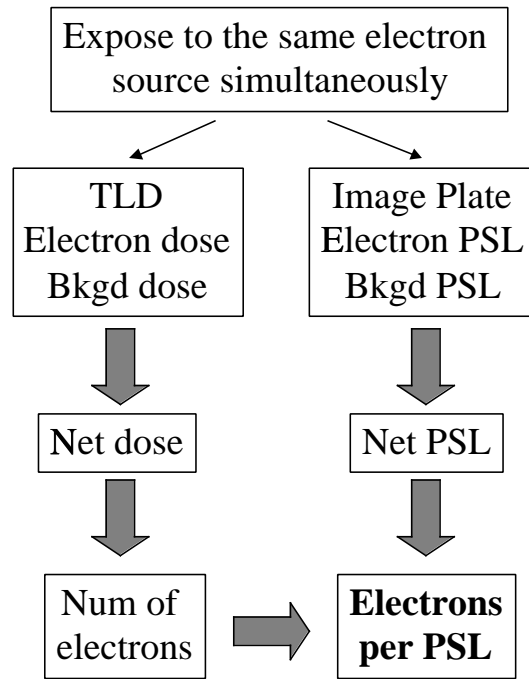 Expose to the same electron
source simultaneously
TLD
Electron dose
Bkgd dose
Image Plate
Electron PSL
Bkgd PSL
Net dose
Net PSL
Num of
electrons
Electrons
per PSL